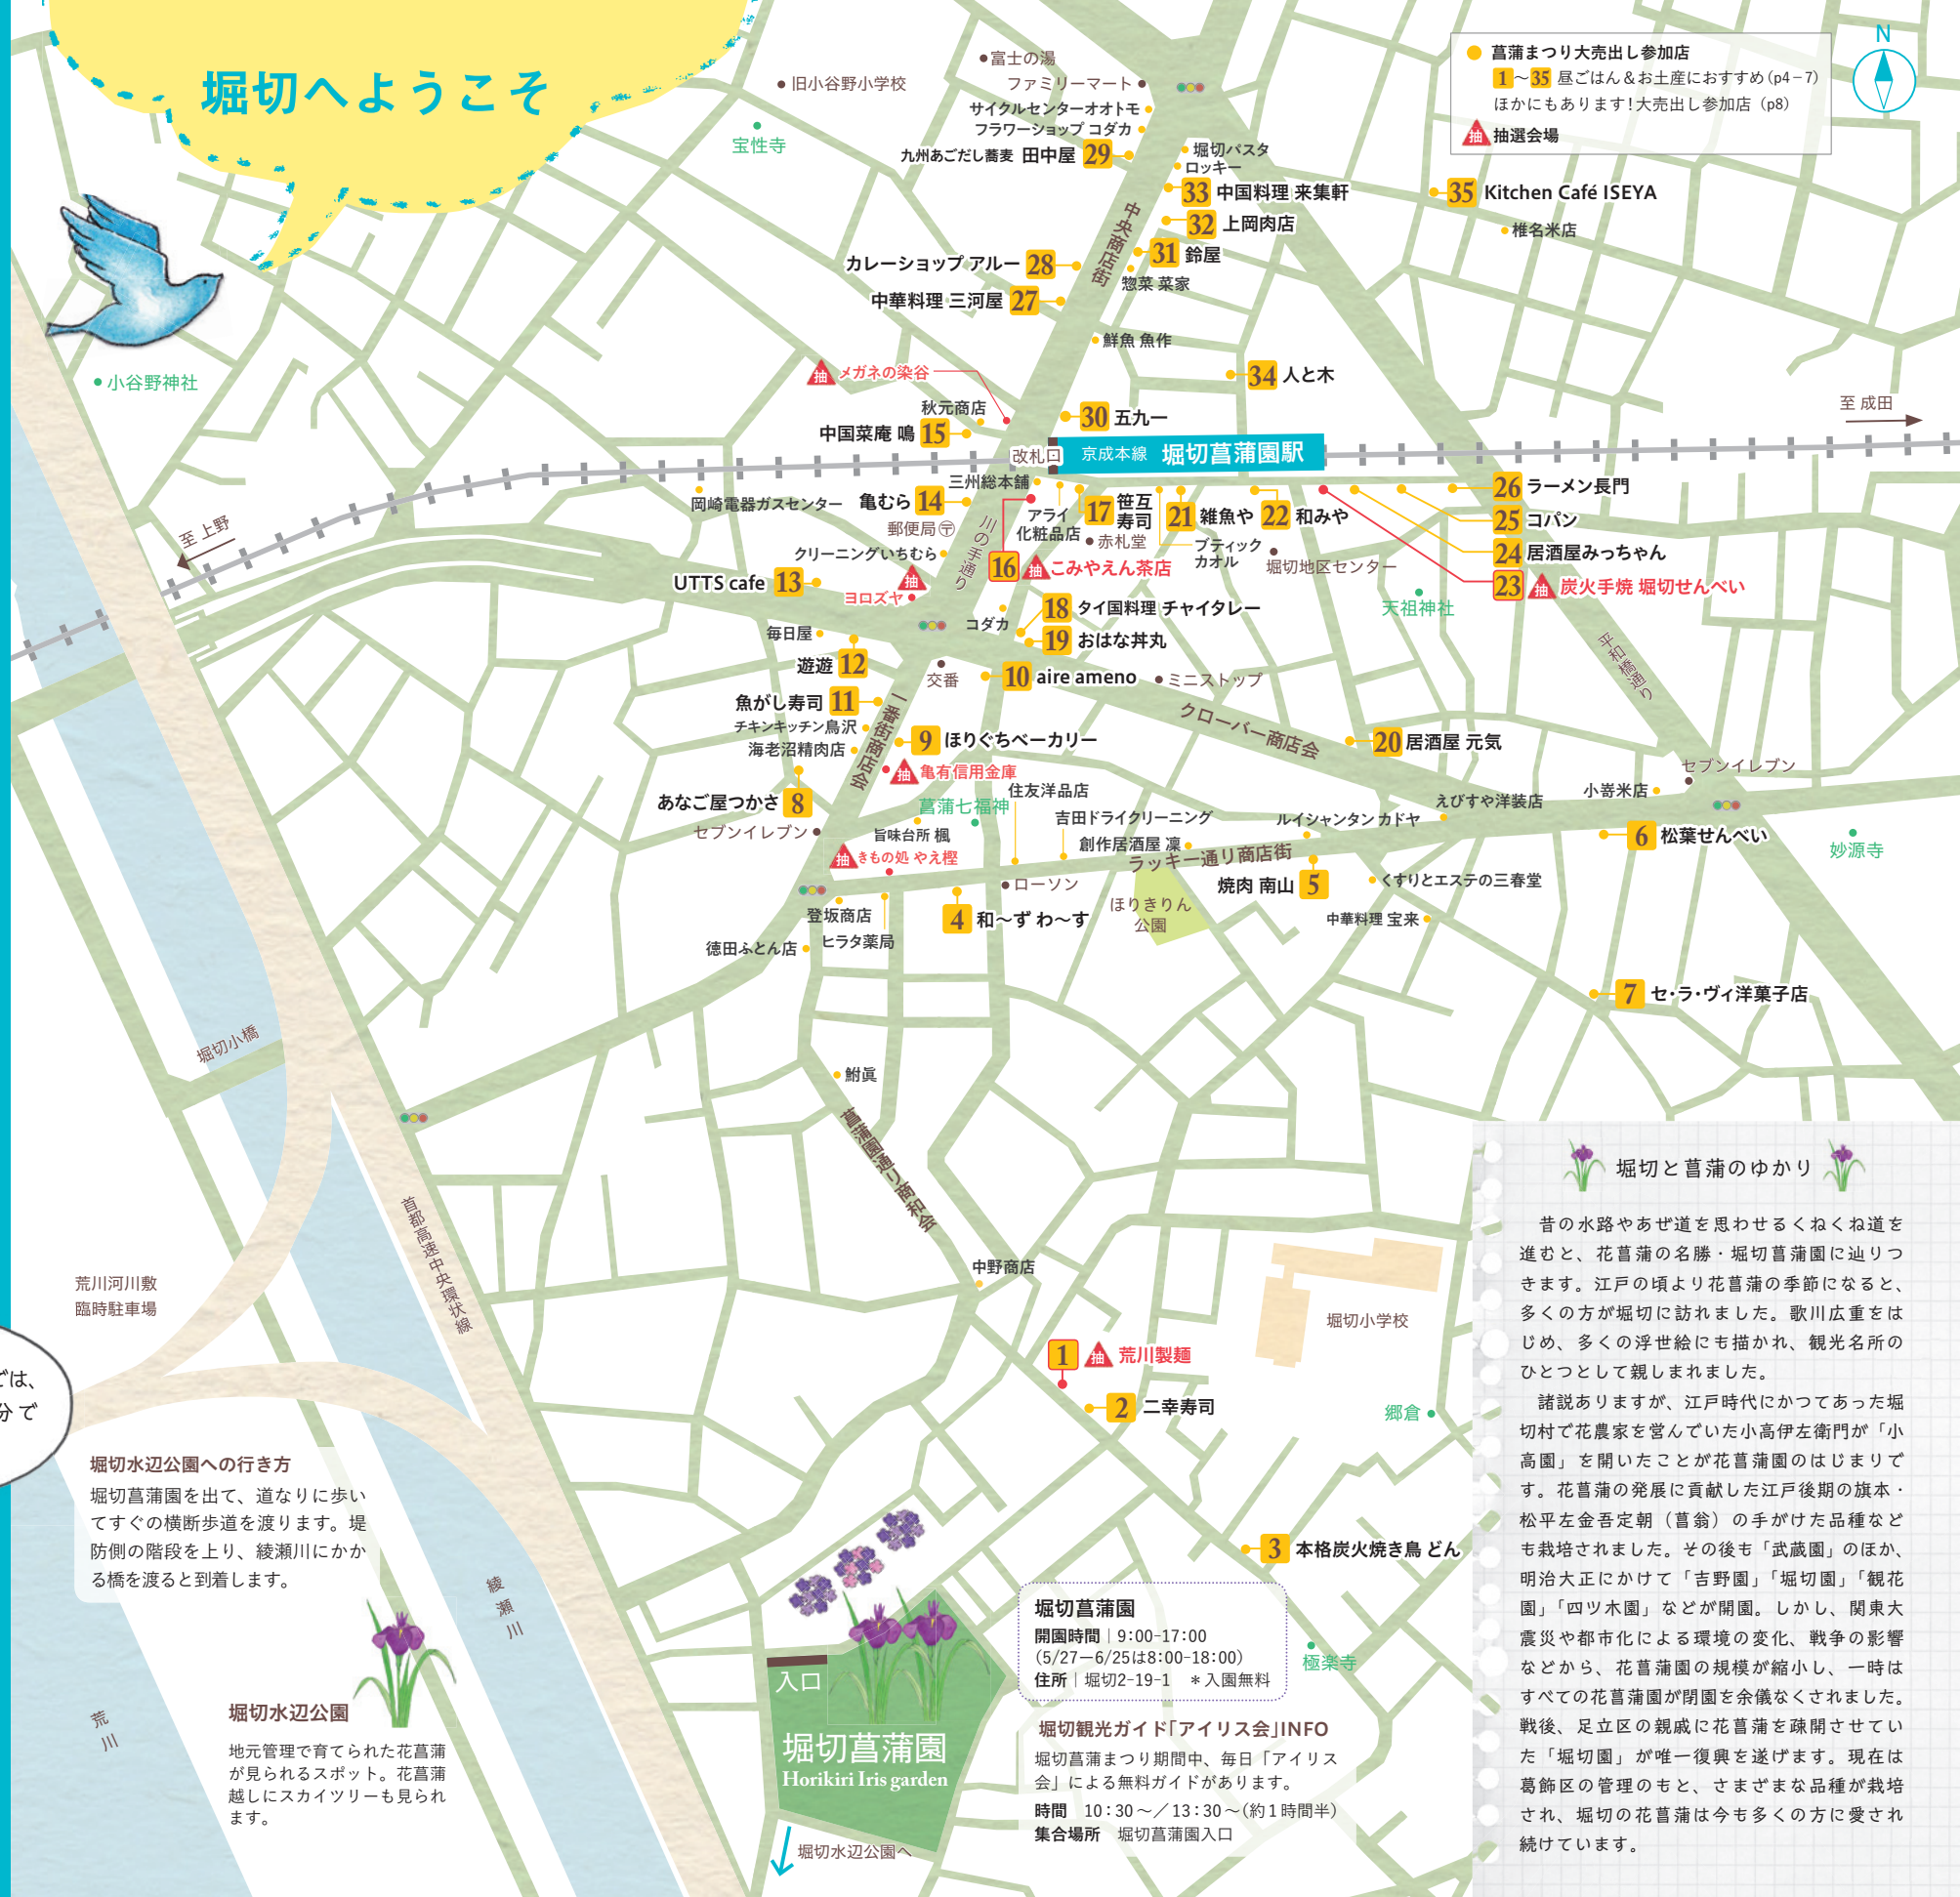 堀切へようこそ
菖蒲まつり大売出し参加店
1〜35 昼ごはん＆お土産におすすめ(p4−7)
ほかにもあります！大売出し参加店（p8）
抽 抽選会場
N
富士の湯
旧小谷野小学校
ファミリーマート
サイクルセンターオオトモ
フラワーショップ コダカ
宝性寺
九州あごだし蕎麦 田中屋 29
堀切パスタ
ロッキー
33 中国料理 来集軒
32 上岡肉店
31 鈴屋
惣菜 菜家
35 Kitchen Café ISEYA
椎名米店
中央商店街
カレーショップ アルー 28
中華料理 三河屋 27
鮮魚 魚作
小谷野神社
抽 メガネの染谷
34 人と木
秋元商店
30 五九一
中国菜庵 鳴 15
至 成田
改札口
京成本線 堀切菖蒲園駅
三州総本舗
岡崎電器ガスセンター
亀むら 14
郵便局〒
アライ
化粧品店
17 笹互
寿司
赤札堂
21 雑魚や
22 和みや
ブティック
カオル
堀切地区センター
26 ラーメン長門
25 コパン
24 居酒屋みっちゃん
23 抽 炭火手焼 堀切せんべい
至 上野
川の手通り
クリーニングいちむら
16 抽 こみやえん茶店
UTTS cafe 13
抽
ヨロズヤ
天祖神社
コダカ
18 タイ国料理 チャイタレー
19 おはな丼丸
毎日屋
遊遊 12
交番
10 aire ameno
ミニストップ
平和橋通り
魚がし寿司 11
チキンキッチン鳥沢
海老沼精肉店
一番街商店会
9 ほりぐちベーカリー
クローバー商店会
20 居酒屋 元気
抽 亀有信用金庫
セブンイレブン
あなご屋つかさ 8
菖蒲七福神
住友洋品店
小嵜米店
えびすや洋装店
セブンイレブン
旨味台所 楓
吉田ドライクリーニング
ルイシャンタン カドヤ
創作居酒屋 凜
ラッキー通り商店街
6 松葉せんべい
妙源寺
抽 きもの処 やえ樫
ローソン
焼肉 南山 5
くすりとエステの三春堂
登坂商店
4 和〜ず わ〜す
ほりきりん
公園
中華料理 宝来
徳田ふとん店
ヒラタ薬局
7 セ・ラ・ヴィ洋菓子店
堀切小橋
鮒眞
菖蒲園通り商和会
首都高速中央環状線
中野商店
荒川河川敷
臨時駐車場
堀切小学校
1 抽 荒川製麺
では、
分で
2 二幸寿司
郷倉
堀切水辺公園への行き方
堀切菖蒲園を出て、道なりに歩い
てすぐの横断歩道を渡ります。堤
防側の階段を上り、綾瀬川にかか
る橋を渡ると到着します。
綾瀬川
荒川
3 本格炭火焼き鳥 どん
堀切水辺公園
地元管理で育てられた花菖蒲
が見られるスポット。花菖蒲
越しにスカイツリーも見られ
ます。
入口
堀切菖蒲園
Horikiri Iris garden
堀切水辺公園へ
堀切菖蒲園
開園時間｜9:00-17:00
（5/27ー6/25は8:00-18:00）
住所｜堀切2-19-1　＊入園無料
極楽寺
堀切観光ガイド「アイリス会」INFO
堀切菖蒲まつり期間中、毎日「アイリス
会」による無料ガイドがあります。
時間　10：30〜／13：30〜（約1時間半）
集合場所　堀切菖蒲園入口
堀切と菖蒲のゆかり
昔の水路やあぜ道を思わせるくねくね道を
進むと、花菖蒲の名勝・堀切菖蒲園に辿りつ
きます。江戸の頃より花菖蒲の季節になると、
多くの方が堀切に訪れました。歌川広重をは
じめ、多くの浮世絵にも描かれ、観光名所の
ひとつとして親しまれました。
諸説ありますが、江戸時代にかつてあった堀
切村で花農家を営んでいた小高伊左衛門が「小
高園」を開いたことが花菖蒲園のはじまりで
す。花菖蒲の発展に貢献した江戸後期の旗本・
松平左金吾定朝（菖翁）の手がけた品種など
も栽培されました。その後も「武蔵園」のほか、
明治大正にかけて「吉野園」「堀切園」「観花
園」「四ツ木園」などが開園。しかし、関東大
震災や都市化による環境の変化、戦争の影響
などから、花菖蒲園の規模が縮小し、一時は
すべての花菖蒲園が閉園を余儀なくされました。
戦後、足立区の親戚に花菖蒲を疎開させてい
た「堀切園」が唯一復興を遂げます。現在は
葛飾区の管理のもと、さまざまな品種が栽培
され、堀切の花菖蒲は今も多くの方に愛され
続けています。